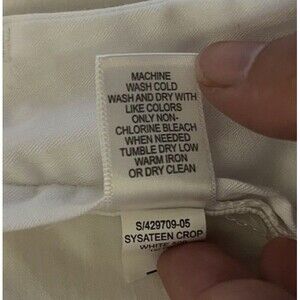 MACHINE
WASH COLD
WASH AND DRY WITH
LIKE COLORS
ONLY NON-
CHLORINE BLEACH
WHEN NEEDED
TUMBLE DRY LOW
WARM IRON
OR DRY CLEAN
S/429709-05
SYSATEEN CROP
WHITE